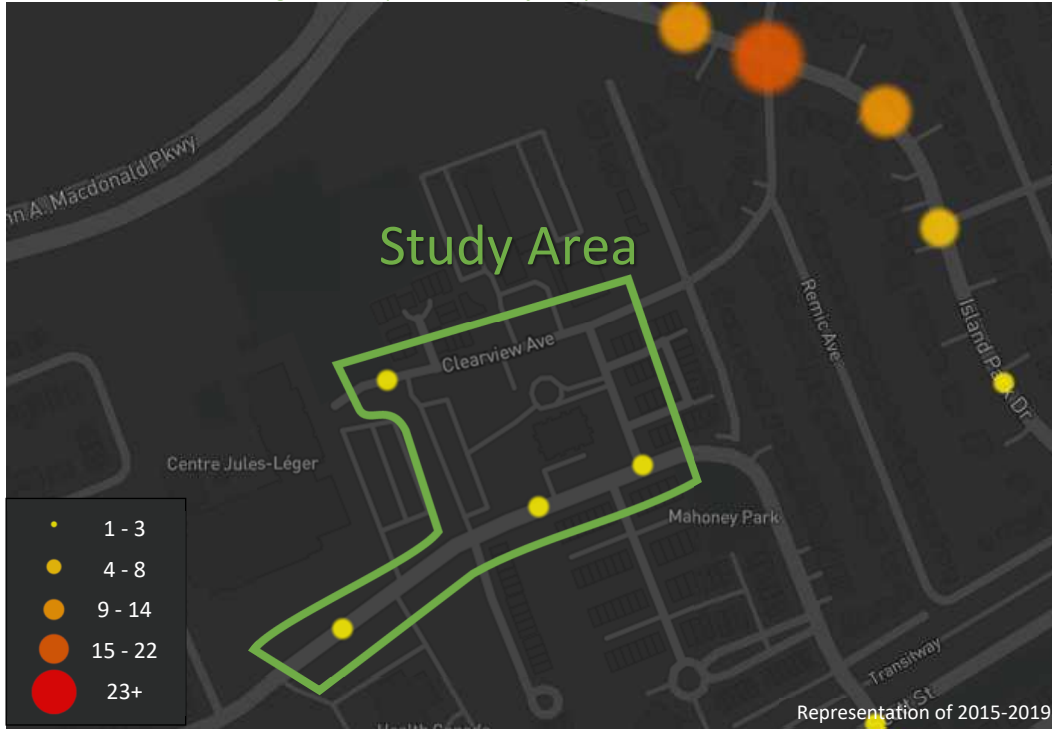 n A. Macdonald Pkwy
Study Area
Clearview Ave
Remic Ave
Island Park Dr
Centre Jules-Léger
Mahoney Park
1 - 3
4 - 8
9 - 14
15 - 22
23+
Transitway
St
Representation of 2015-2019